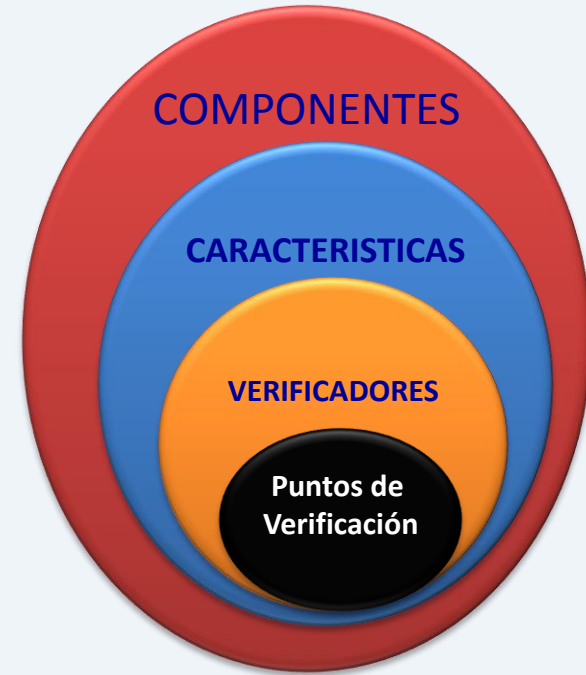 COMPONENTES
CARACTERISTICAS
VERIFICADORES
Puntos de
Verificación